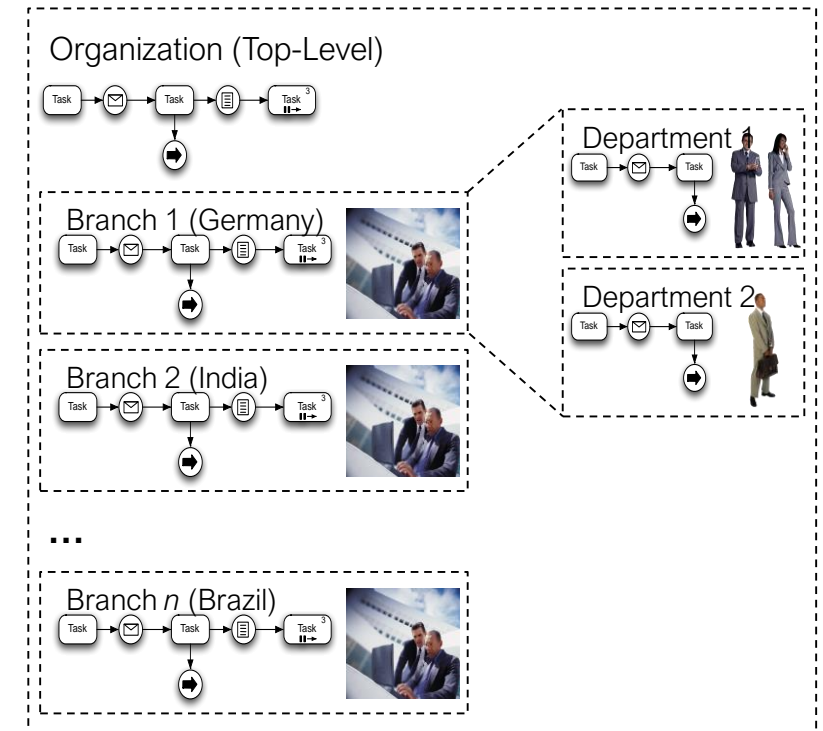 Organization (Top-Level)
Task Task Task 3
Branch 1 (Germany)
Task Task Task 3
Branch 2 (India)
Task Task Task 3
...
Branch n (Brazil)
Task Task Task 3
Department 1
Task Task
Department 2
Task Task